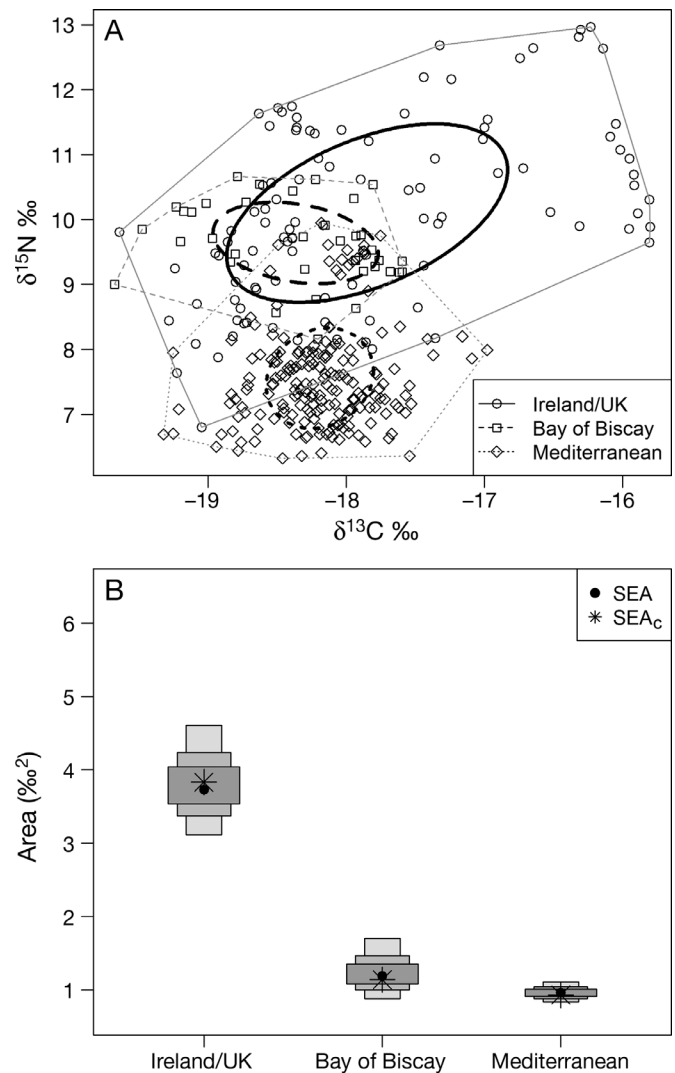 A
13
12
11
10
9
8
7
δ15N ‰
−19
−18
−17
−16
δ13C ‰
Ireland/UK
Bay of Biscay
Mediterranean
B
SEA
SEAc
6
5
4
3
2
1
Area (‰2)
Ireland/UK
Bay of Biscay
Mediterranean